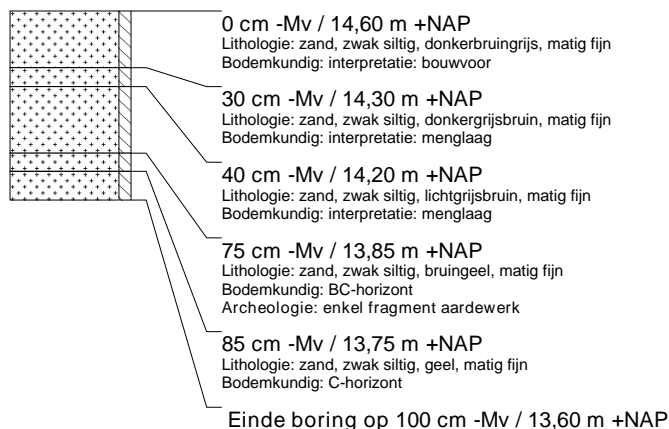 0 cm -Mv / 14,60 m +NAP
Lithologie: zand, zwak siltig, donkerbruingrijs, matig fijn
Bodemkundig: interpretatie: bouwvoor
30 cm -Mv / 14,30 m +NAP
Lithologie: zand, zwak siltig, donkergrijsbruin, matig fijn
Bodemkundig: interpretatie: menglaag
40 cm -Mv / 14,20 m +NAP
Lithologie: zand, zwak siltig, lichtgrijsbruin, matig fijn
Bodemkundig: interpretatie: menglaag
75 cm -Mv / 13,85 m +NAP
Lithologie: zand, zwak siltig, bruingeel, matig fijn
Bodemkundig: BC-horizont
Archeologie: enkel fragment aardewerk
85 cm -Mv / 13,75 m +NAP
Lithologie: zand, zwak siltig, geel, matig fijn
Bodemkundig: C-horizont
Einde boring op 100 cm -Mv / 13,60 m +NAP